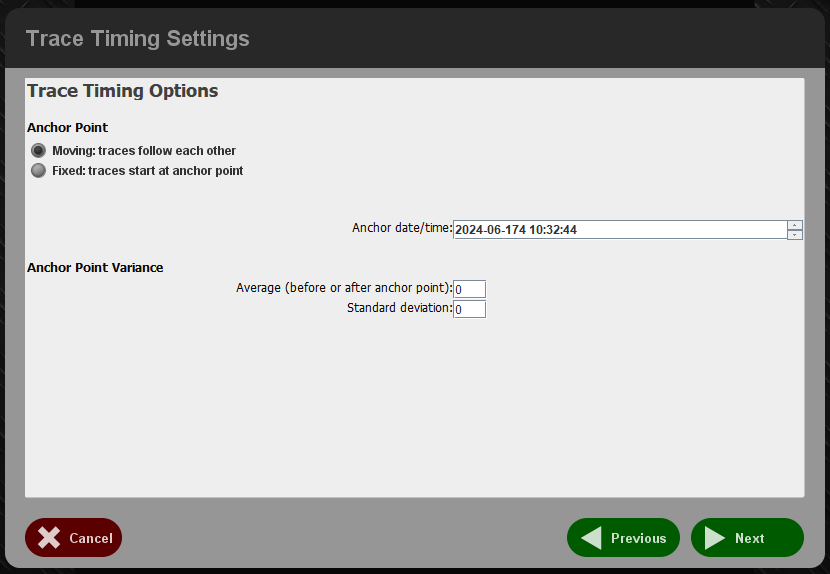 Trace Timing Settings
Trace Timing Options
Anchor Point
Moving: traces follow each other
Fixed: traces start at anchor point
Anchor date/time: 2024-06-174 10:32:44
Anchor Point Variance
Average (before or after anchor point): 0
Standard deviation: 0
Cancel Previous Next